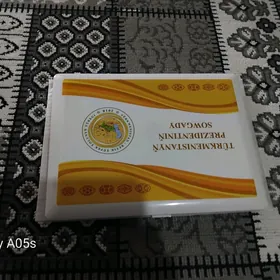 TÜRKMENISTANYŇ
PREZIDENTINIŇ
SOWGADY
y A05s